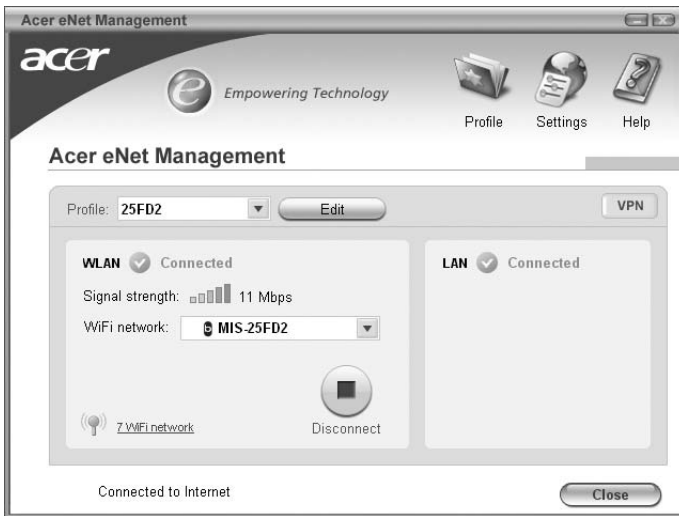 Acer eNet Management
acer
e Empowering Technology
Profile Settings Help
Acer eNet Management
Profile: 25FD2 Edit VPN
WLAN Connected
Signal strength: 11 Mbps
WiFi network: b MIS-25FD2
7 WiFi network
Disconnect
LAN Connected
Connected to Internet
Close